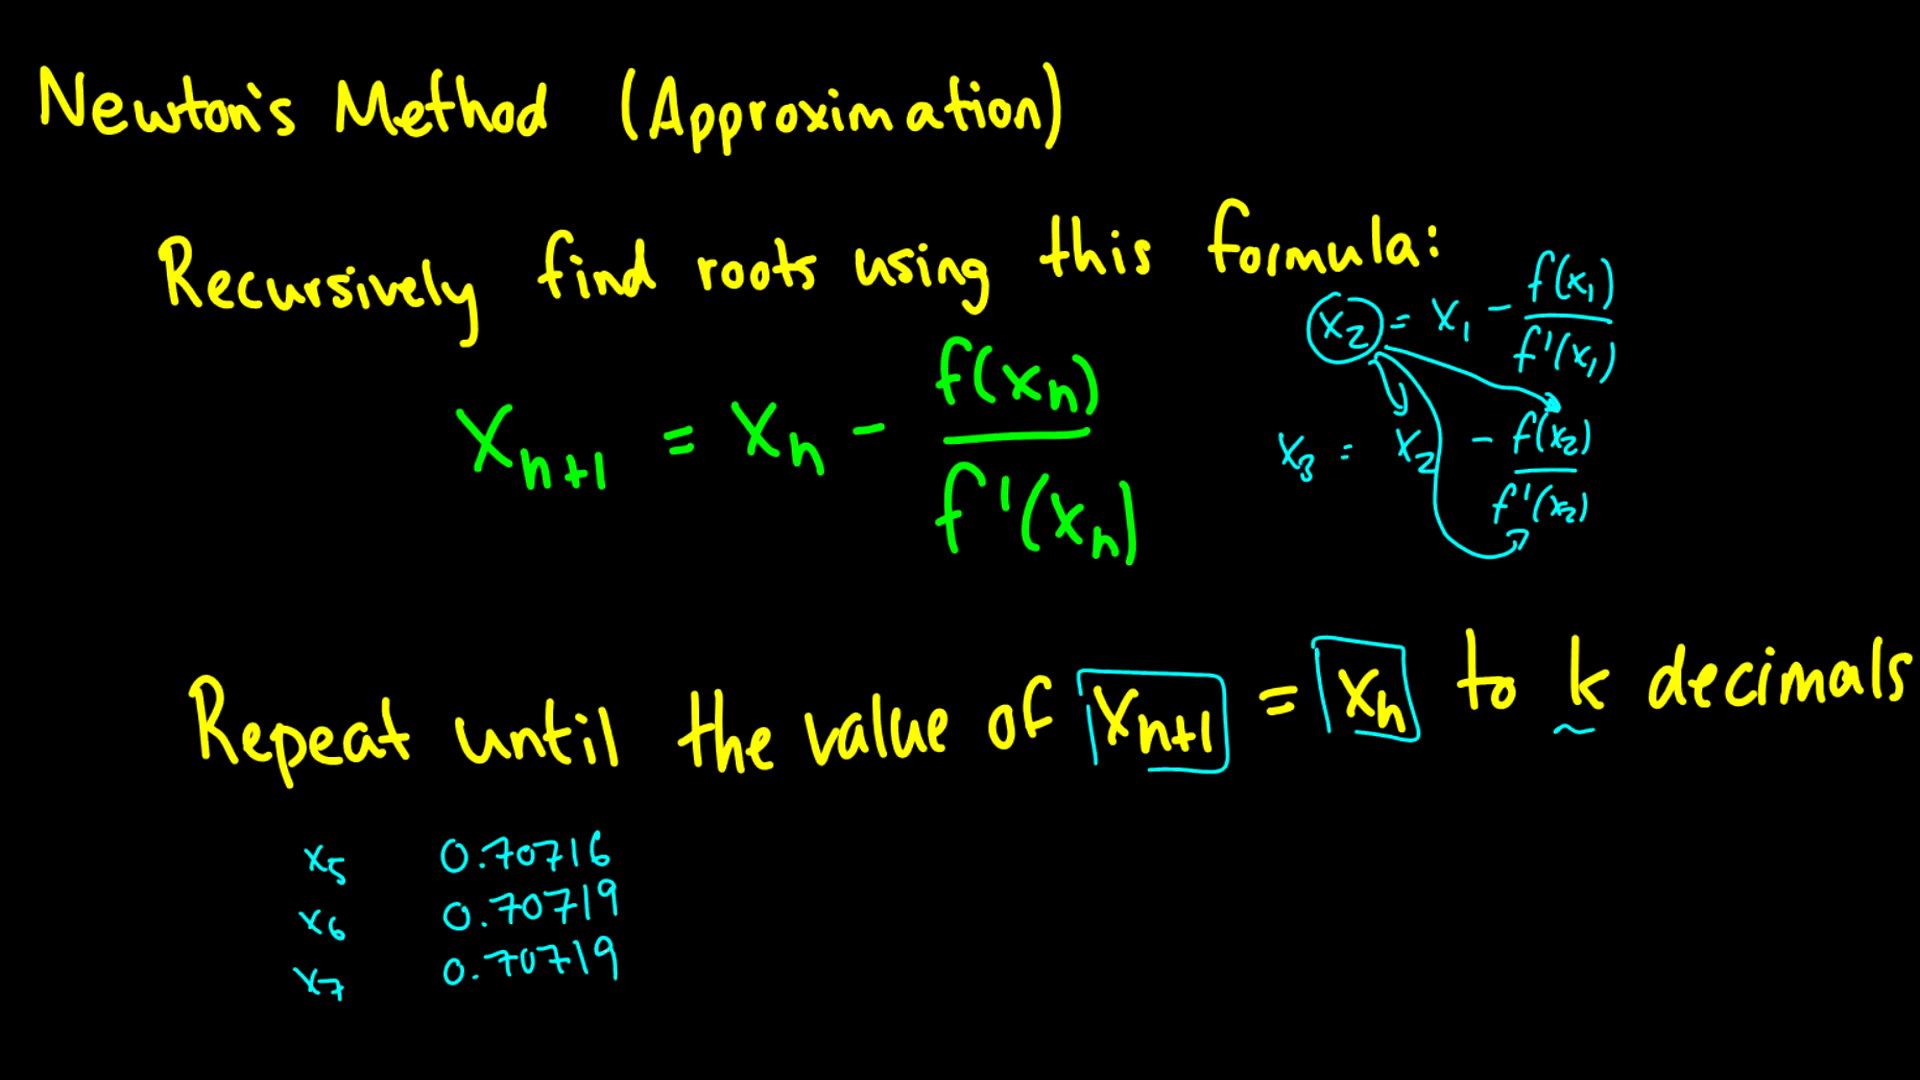 Newton's Method (Approximation)
Recursively find roots using this formula:
x₂ = x₁ - f(x₁)/f'(x₁)
xₙ₊₁ = xₙ - f(xₙ)/f'(xₙ)
x₃ = x₂ - f(x₂)/f'(x₂)
Repeat until the value of xₙ₊₁ = xₙ to k decimals
x₅ 0.70716
x₆ 0.70719
x₇ 0.70719